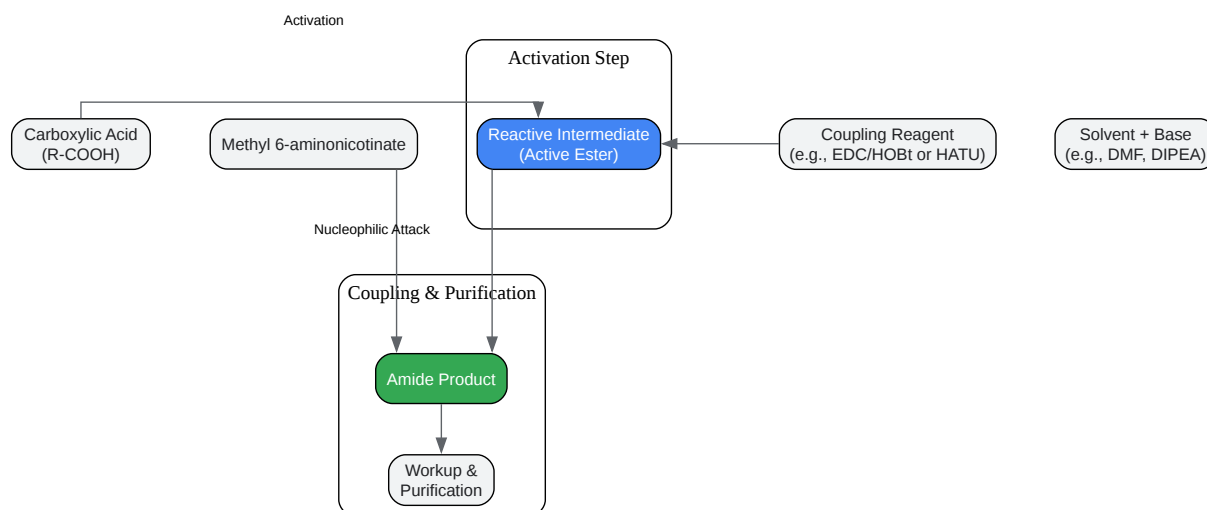 Activation
Activation Step
Carboxylic Acid
(R-COOH)
Methyl 6-aminonicotinate
Reactive Intermediate
(Active Ester)
Coupling Reagent
(e.g., EDC/HOBt or HATU)
Solvent + Base
(e.g., DMF, DIPEA)
Nucleophilic Attack
Coupling & Purification
Amide Product
Workup &
Purification